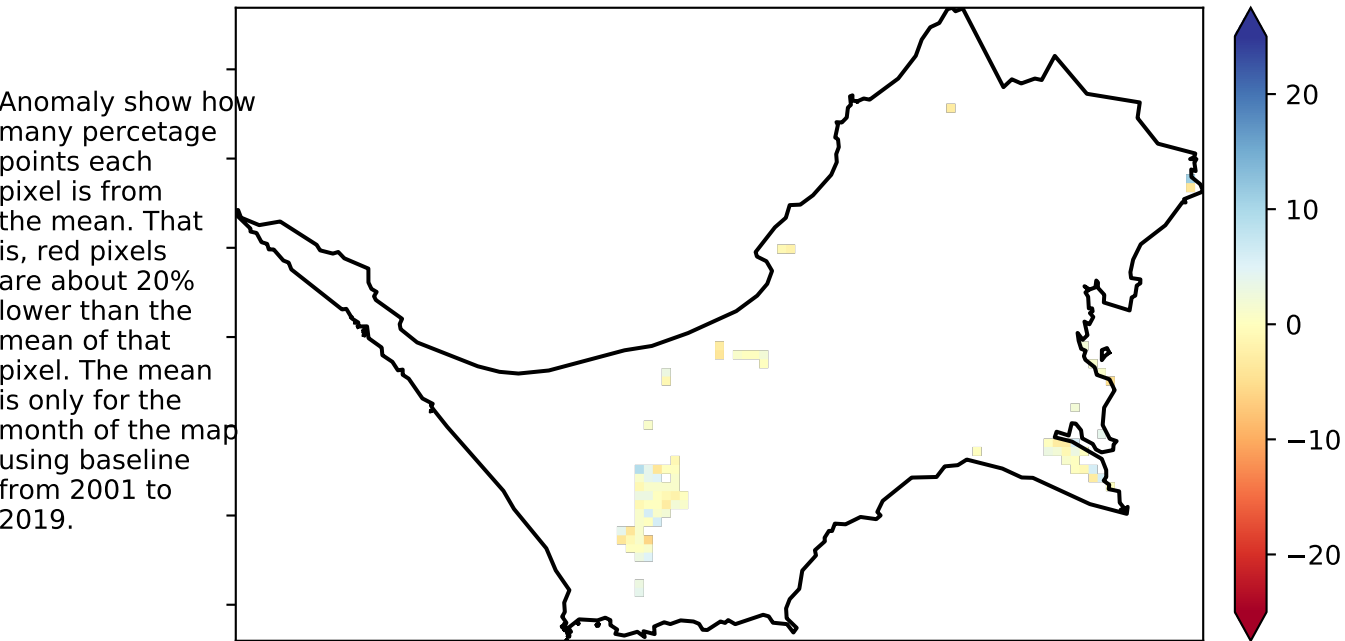 Anomaly show how
many percetage
points each
pixel is from
the mean. That
is, red pixels
are about 20%
lower than the
mean of that
pixel. The mean
is only for the
month of the map
using baseline
from 2001 to
2019.
20
10
0
−10
−20